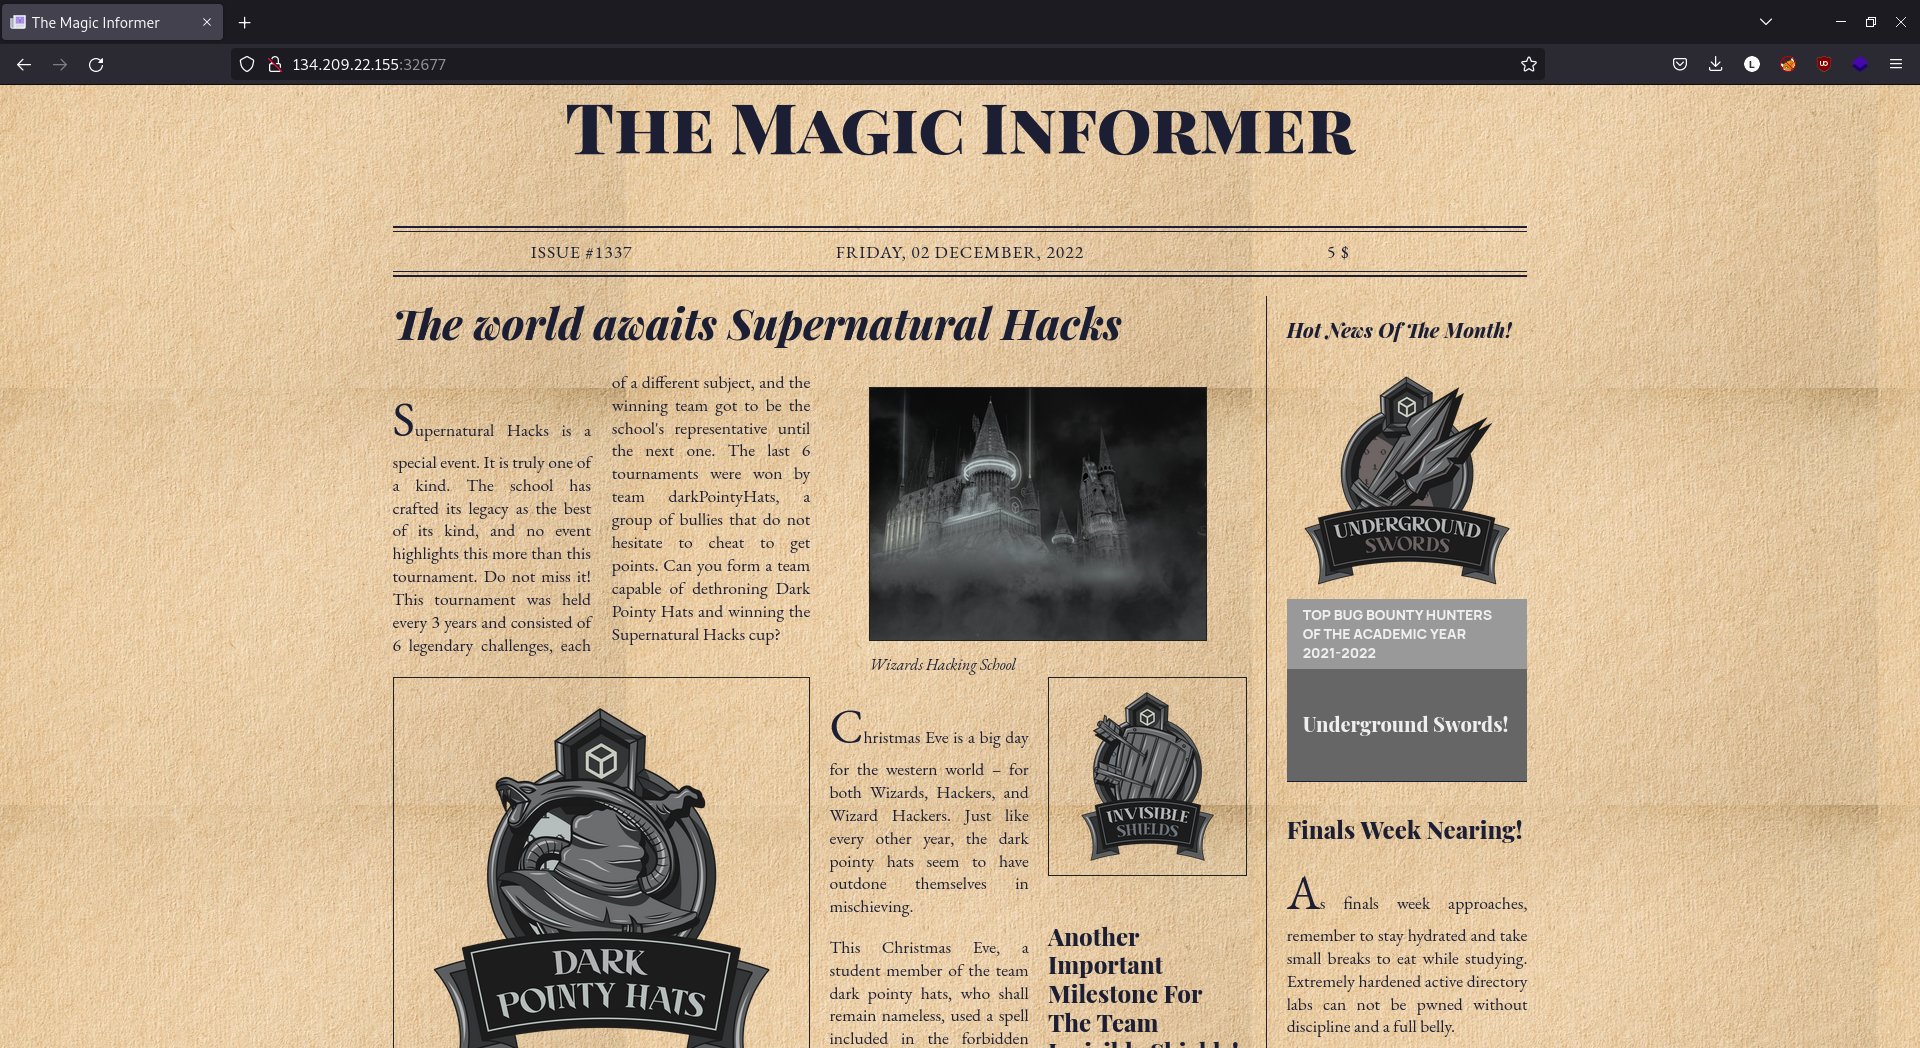 The Magic Informer
134.209.22.155:32677
THE MAGIC INFORMER
ISSUE #1337
FRIDAY, 02 DECEMBER, 2022
5 $
The world awaits Supernatural Hacks
Supernatural Hacks is a
special event. It is truly one of
a kind. The school has
crafted its legacy as the best
of its kind, and no event
highlights this more than this
tournament. Do not miss it!
This tournament was held
every 3 years and consisted of
6 legendary challenges, each
of a different subject, and the
winning team got to be the
school's representative until
the next one. The last 6
tournaments were won by
team darkPointyHats, a
group of bullies that do not
hesitate to cheat to get
points. Can you form a team
capable of dethroning Dark
Pointy Hats and winning the
Supernatural Hacks cup?
Wizards Hacking School
DARK
POINTY HATS
Christmas Eve is a big day
for the western world – for
both Wizards, Hackers, and
Wizard Hackers. Just like
every other year, the dark
pointy hats seem to have
outdone themselves in
mischieving.
This Christmas Eve, a
student member of the team
dark pointy hats, who shall
remain nameless, used a spell
included in the forbidden
INVISIBLE
SHIELDS
Another
Important
Milestone For
The Team
Hot News Of The Month!
UNDERGROUND
SWORDS
TOP BUG BOUNTY HUNTERS
OF THE ACADEMIC YEAR
2021-2022
Underground Swords!
Finals Week Nearing!
As finals week approaches,
remember to stay hydrated and take
small breaks to eat while studying.
Extremely hardened active directory
labs can not be pwned without
discipline and a full belly.